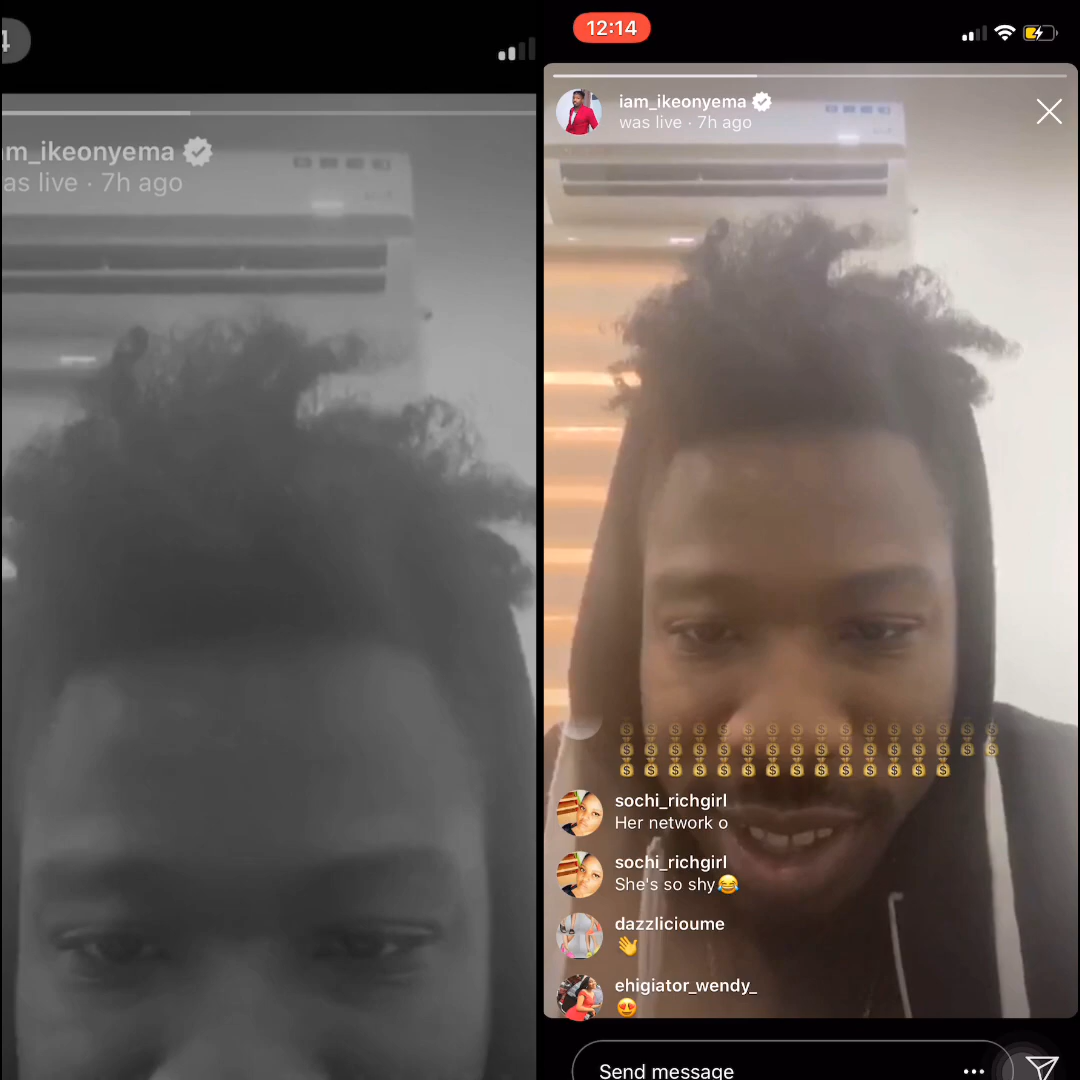 4
m_ikeonyema
as live · 7h ago
12:14
iam_ikeonyema
was live · 7h ago
sochi_richgirl
Her network o
sochi_richgirl
She's so shy😂
dazzlicioume
👋
ehigiator_wendy_
😍
Send message